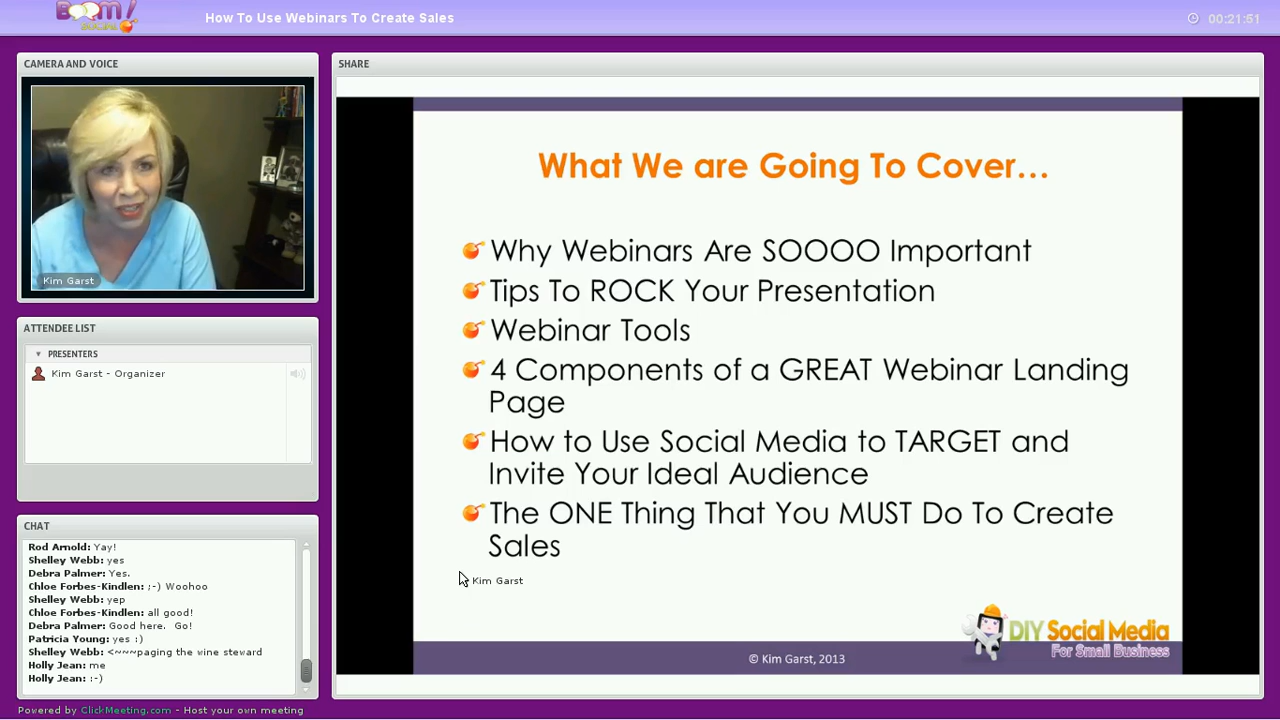 BOOM!
SOCIAL
How To Use Webinars To Create Sales
00:21:51
CAMERA AND VOICE
Kim Garst
ATTENDEE LIST
PRESENTERS
Kim Garst - Organizer
CHAT
Rod Arnold: Yay!
Shelley Webb: yes
Debra Palmer: Yes.
Chloe Forbes-Kindlen: ;-) Woohoo
Shelley Webb: yep
Chloe Forbes-Kindlen: all good!
Debra Palmer: Good here. Go!
Patricia Young: yes :)
Shelley Webb: <~~~paging the wine steward
Holly Jean: me
Holly Jean: :-)
SHARE
What We are Going To Cover...
Why Webinars Are SOOOO Important
Tips To ROCK Your Presentation
Webinar Tools
4 Components of a GREAT Webinar Landing
Page
How to Use Social Media to TARGET and
Invite Your Ideal Audience
The ONE Thing That You MUST Do To Create
Sales
Kim Garst
DIY Social Media
For Small Business
© Kim Garst, 2013
Powered by ClickMeeting.com - Host your own meeting